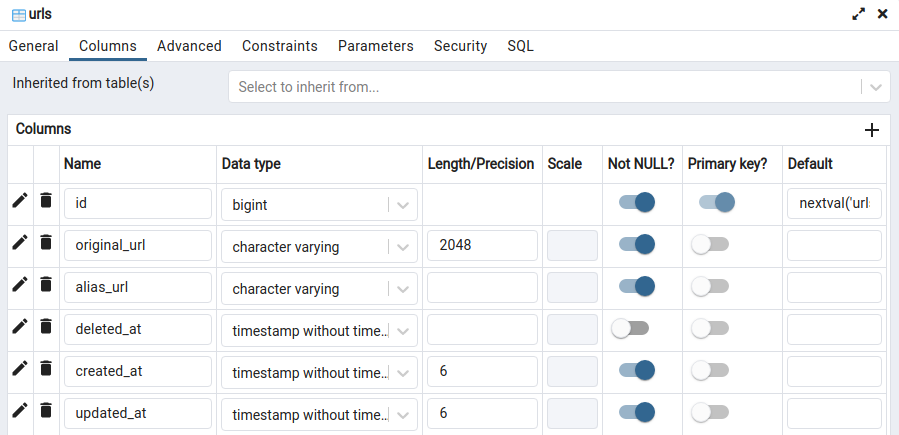 urls
General Columns Advanced Constraints Parameters Security SQL
Inherited from table(s) Select to inherit from...
Columns
Name Data type Length/Precision Scale Not NULL? Primary key? Default
id bigint nextval('url
original_url character varying 2048
alias_url character varying
deleted_at timestamp without time...
created_at timestamp without time... 6
updated_at timestamp without time... 6